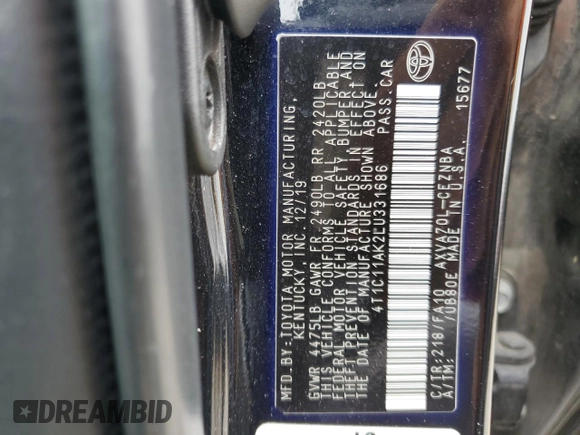 MFD.BY:TOYOTA MOTOR MANUFACTURING,
KENTUCKY, INC. 12/19
GVWR 4475LB GAWR FR 2490LB RR 2420LB
THIS VEHICLE CONFORMS TO ALL APPLICABLE
FEDERAL MOTOR VEHICLE SAFETY, BUMPER AND
THEFT PREVENTION STANDARDS IN EFFECT ON
THE DATE OF MANUFACTURE SHOWN ABOVE.
4T1C11AK2LU331686 PASS.CAR
C/TR:218/FA10 AXVA70L-CEZNBA
A/TM: /UB80E MADE IN U.S.A. 15677
DREAMBID